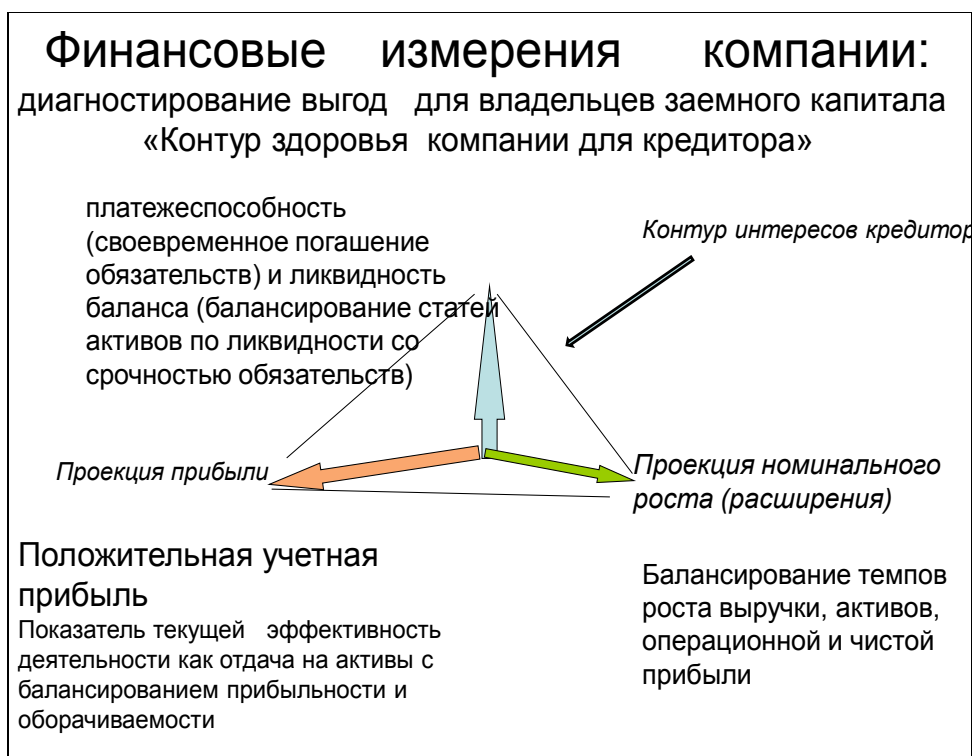 Финансовые измерения компании:
диагностирование выгод для владельцев заемного капитала
«Контур здоровья компании для кредитора»
платежеспособность
(своевременное погашение
обязательств) и ликвидность
баланса (балансирование статей
активов по ликвидности со
срочностью обязательств)
Контур интересов кредитор
Проекция прибыли
Проекция номинального
роста (расширения)
Положительная учетная
прибыль
Показатель текущей эффективность
деятельности как отдача на активы с
балансированием прибыльности и
оборачиваемости
Балансирование темпов
роста выручки, активов,
операционной и чистой
прибыли